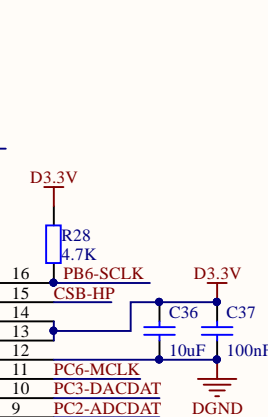 D3.3V
R28
4.7K
16 PB6-SCLK
D3.3V
15 CSB-HP
14
C36
C37
13
12
10uF
100nF
11 PC6-MCLK
10 PC3-DACDAT
DGND
9 PC2-ADCDAT